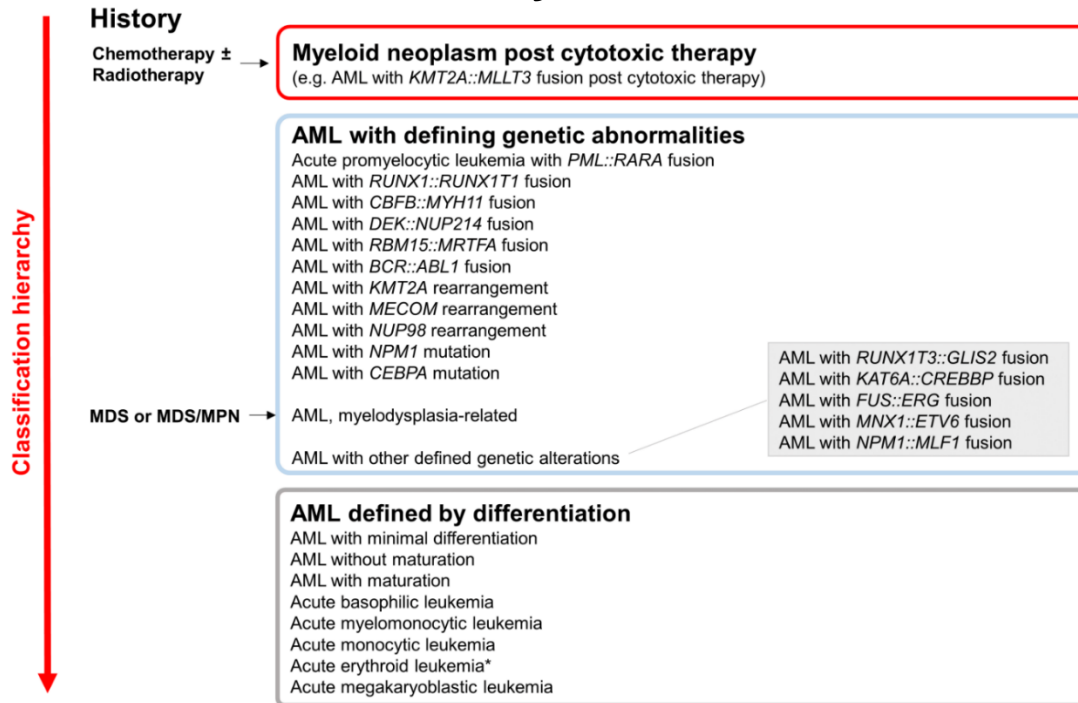 History
Chemotherapy ±
Radiotherapy
Myeloid neoplasm post cytotoxic therapy
(e.g. AML with KMT2A::MLLT3 fusion post cytotoxic therapy)
Classification hierarchy
AML with defining genetic abnormalities
Acute promyelocytic leukemia with PML::RARA fusion
AML with RUNX1::RUNX1T1 fusion
AML with CBFB::MYH11 fusion
AML with DEK::NUP214 fusion
AML with RBM15::MRTFA fusion
AML with BCR::ABL1 fusion
AML with KMT2A rearrangement
AML with MECOM rearrangement
AML with NUP98 rearrangement
AML with NPM1 mutation
AML with CEBPA mutation
MDS or MDS/MPN
AML, myelodysplasia-related
AML with other defined genetic alterations
AML with RUNX1T3::GLIS2 fusion
AML with KAT6A::CREBBP fusion
AML with FUS::ERG fusion
AML with MNX1::ETV6 fusion
AML with NPM1::MLF1 fusion
AML defined by differentiation
AML with minimal differentiation
AML without maturation
AML with maturation
Acute basophilic leukemia
Acute myelomonocytic leukemia
Acute monocytic leukemia
Acute erythroid leukemia*
Acute megakaryoblastic leukemia